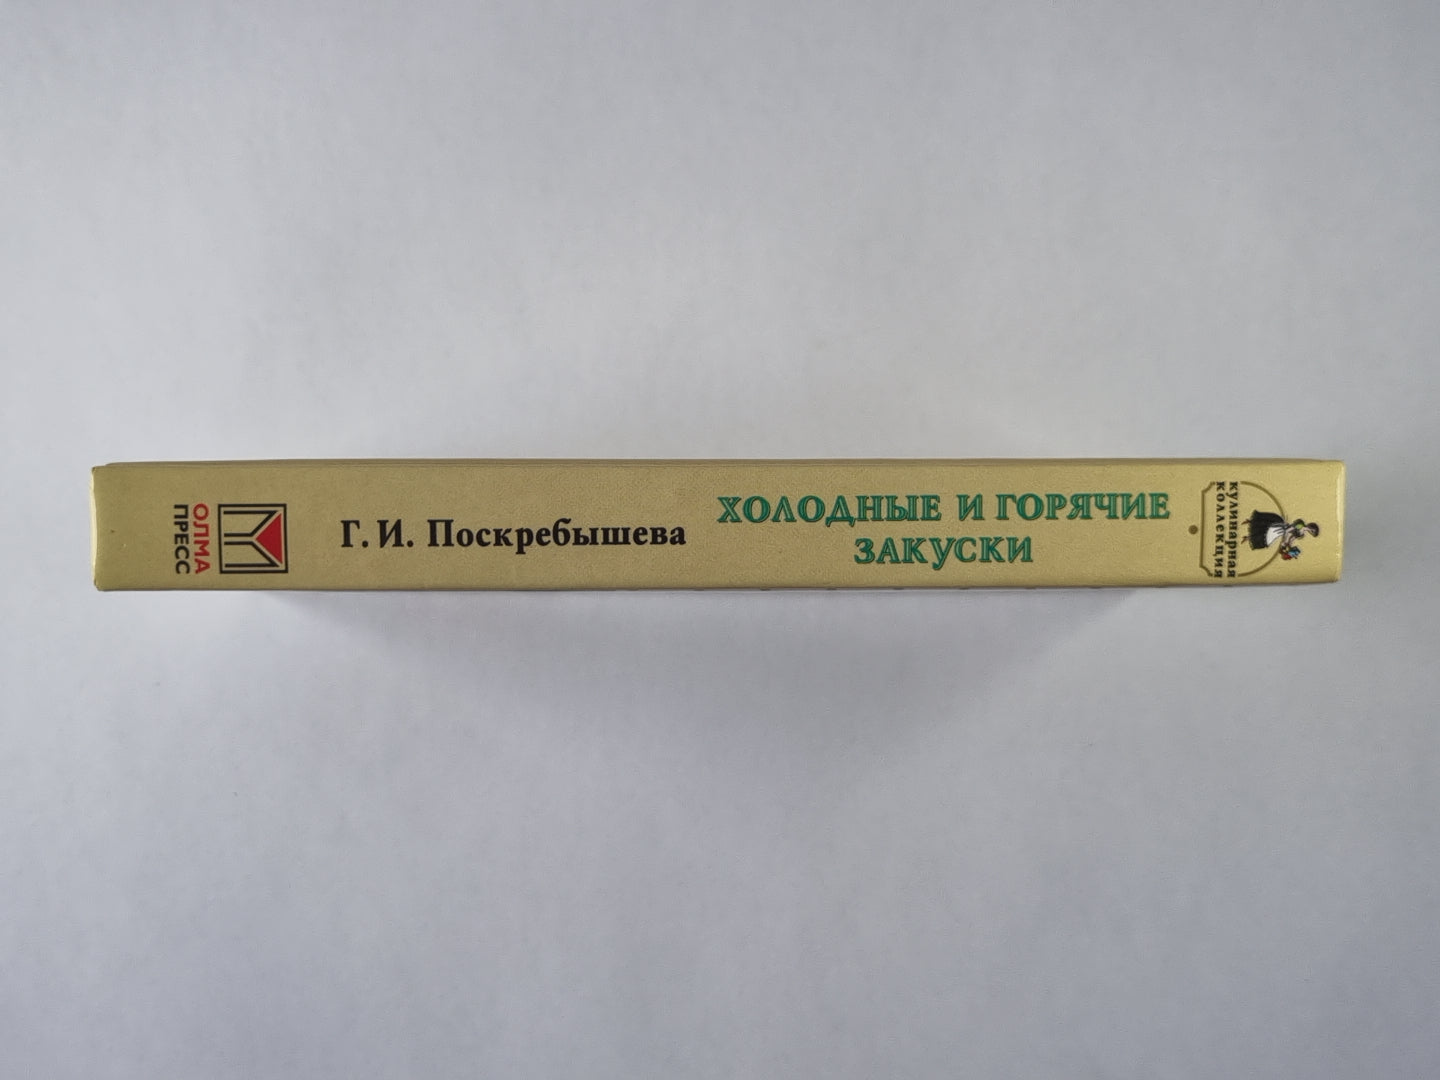 ОЛМА
ПРЕСС
Г. И. Поскребышева
ХОЛОДНЫЕ И ГОРЯЧИЕ
ЗАКУСКИ
кулинарная
коллекция